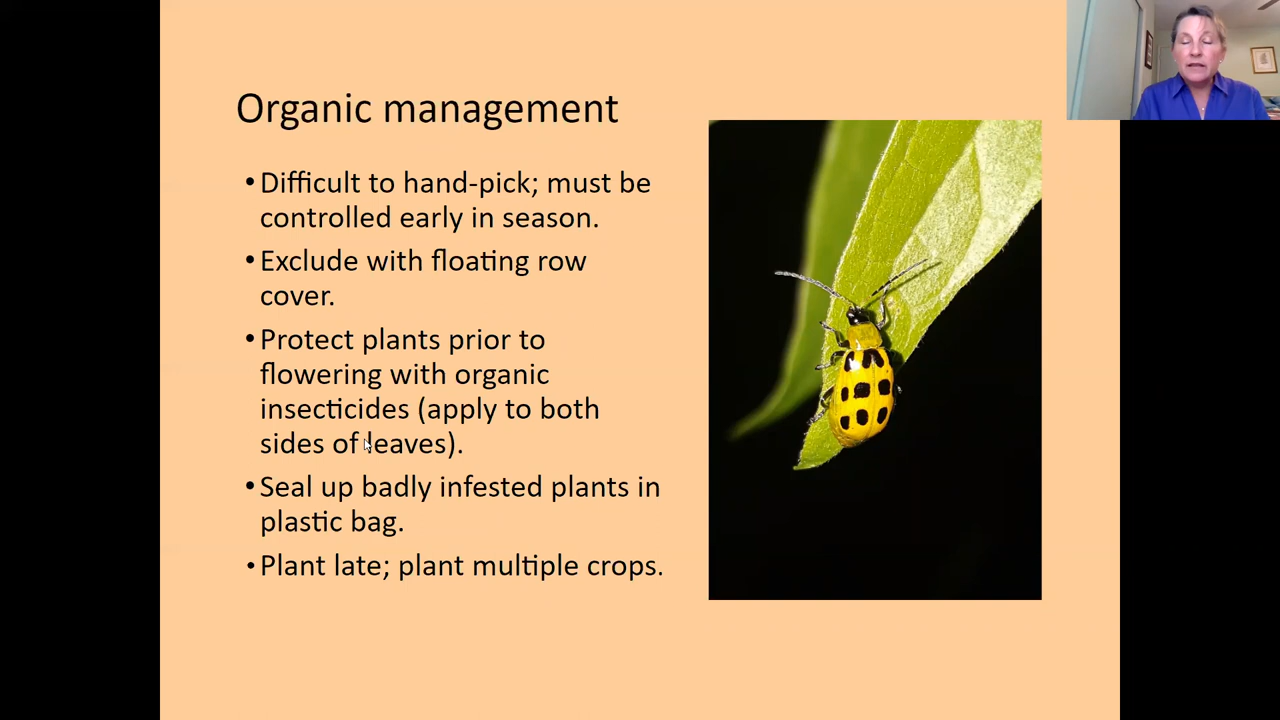 Organic management
•Difficult to hand-pick; must be
controlled early in season.
•Exclude with floating row
cover.
•Protect plants prior to
flowering with organic
insecticides (apply to both
sides of leaves).
•Seal up badly infested plants in
plastic bag.
•Plant late; plant multiple crops.